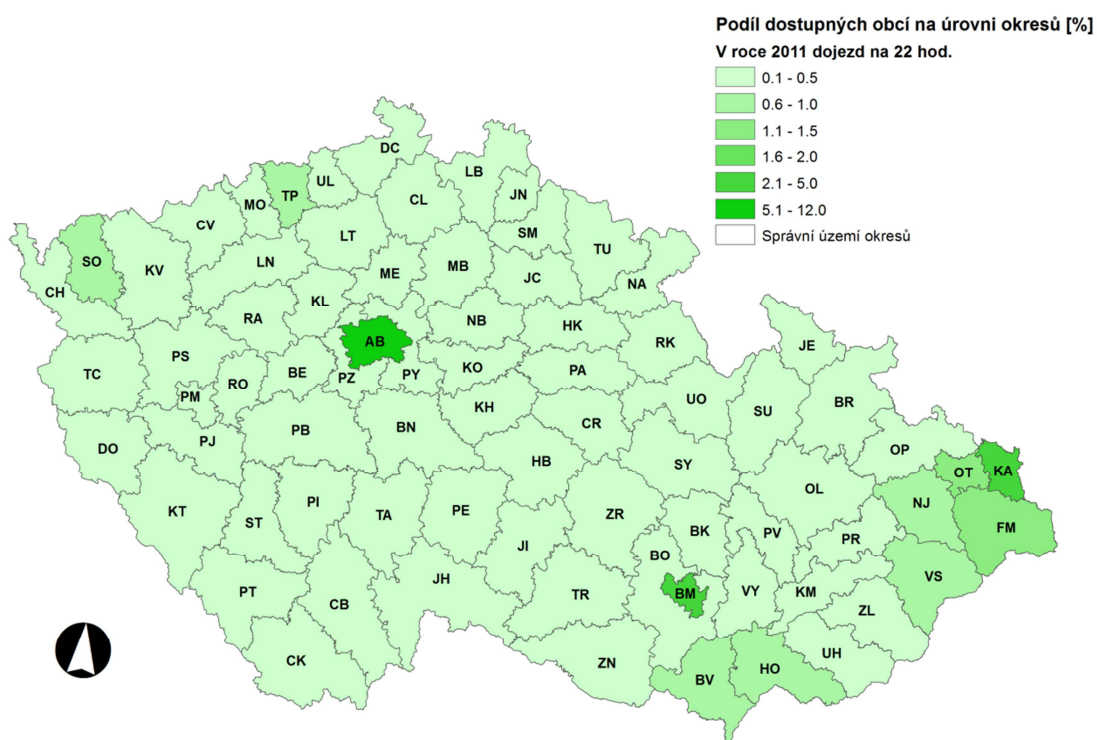 Podíl dostupných obcí na úrovni okresů [%]
V roce 2011 dojezd na 22 hod.
0.1 - 0.5
0.6 - 1.0
1.1 - 1.5
1.6 - 2.0
2.1 - 5.0
5.1 - 12.0
Správní území okresů
DC
LB
UL
TP
MO
CL
JN
CV
LT
SM
TU
SO
KV
LN
ME
MB
JC
NA
CH
KL
RA
NB
HK
AB
RK
JE
PS
TC
RO
BE
PZ
PY
KO
PA
PM
UO
SU
BR
KH
CR
DO
PJ
PB
BN
OP
HB
SY
OT
KA
OL
KT
ST
PI
TA
PE
ZR
NJ
FM
BK
PV
PR
JI
BO
VS
JH
PT
CB
TR
BM
VY
KM
ZL
CK
ZN
UH
HO
BV